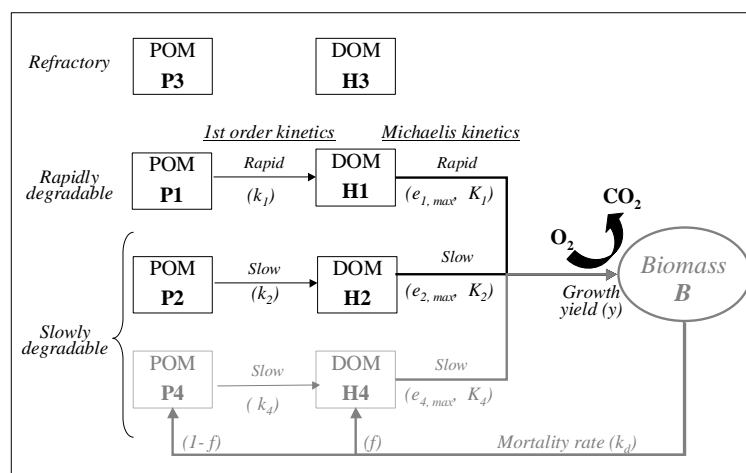 Refractory
POM
P3
DOM
H3
1st order kinetics
Michaelis kinetics
Rapidly
degradable
POM
P1
Rapid
(k1)
DOM
H1
Rapid
(e1, max, K1)
CO2
O2
Biomass
B
Growth
yield (y)
Slowly
degradable
POM
P2
Slow
(k2)
DOM
H2
Slow
(e2, max, K2)
POM
P4
Slow
( k4)
DOM
H4
Slow
(e4, max, K4)
(1- f)
(f)
Mortality rate (kd)